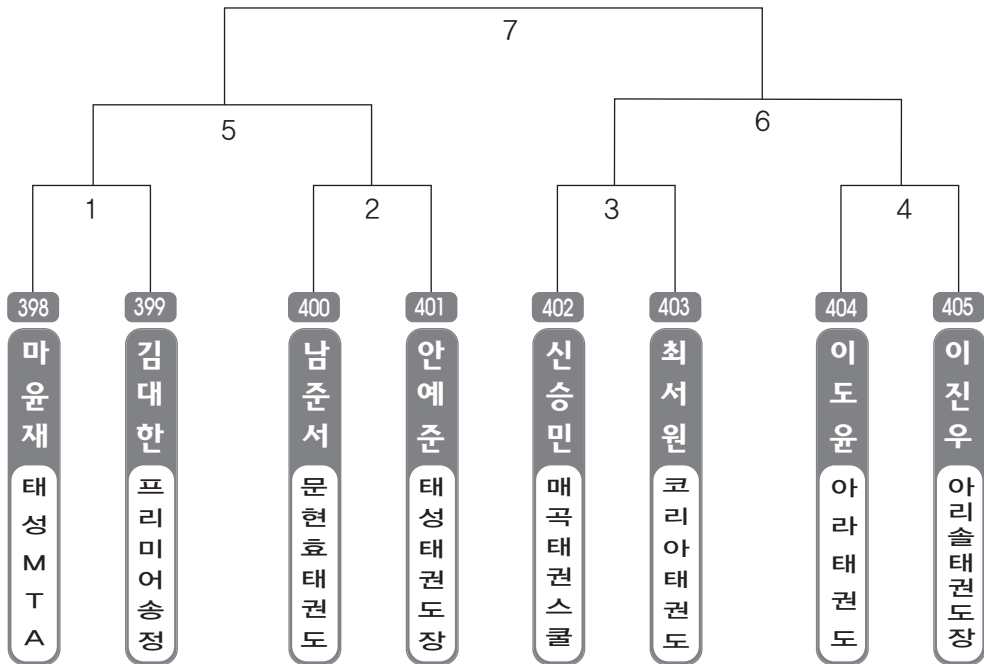 7
5
6
1
2
3
4
398
399
400
401
402
403
404
405
마윤재
김대한
남준서
안예준
신승민
최서원
이도윤
이진우
태성MTA
프리미어송정
문현효태권도
태성태권도장
매곡태권스쿨
코리아태권도
아라태권도
아리솔태권도장